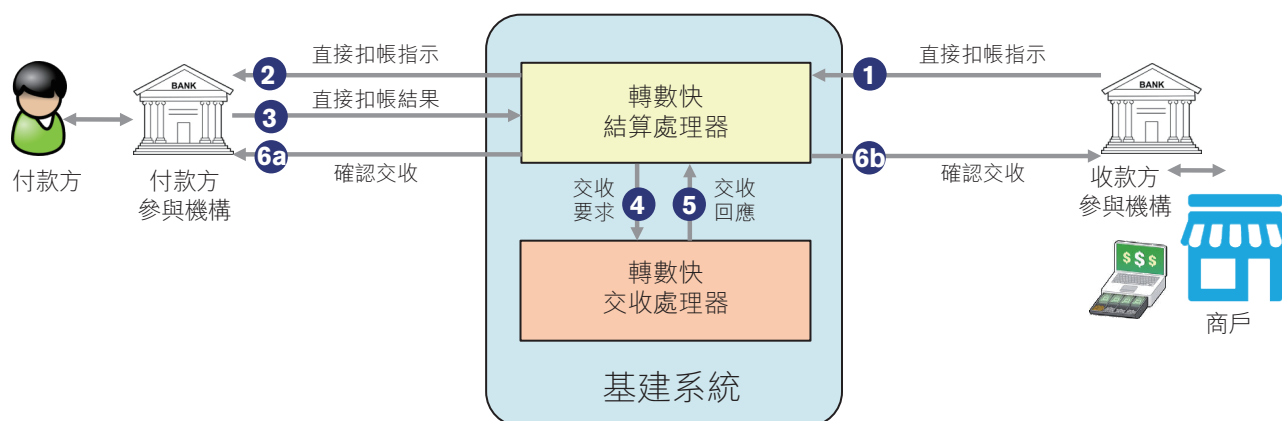 直接扣帳指示
2
1
直接扣帳指示
BANK
轉數快
結算處理器
BANK
直接扣帳結果
3
6a
確認交收
6b
確認交收
付款方
付款方
參與機構
交收
要求
4
5
交收
回應
收款方
參與機構
轉數快
交收處理器
$$$
商戶
基建系統